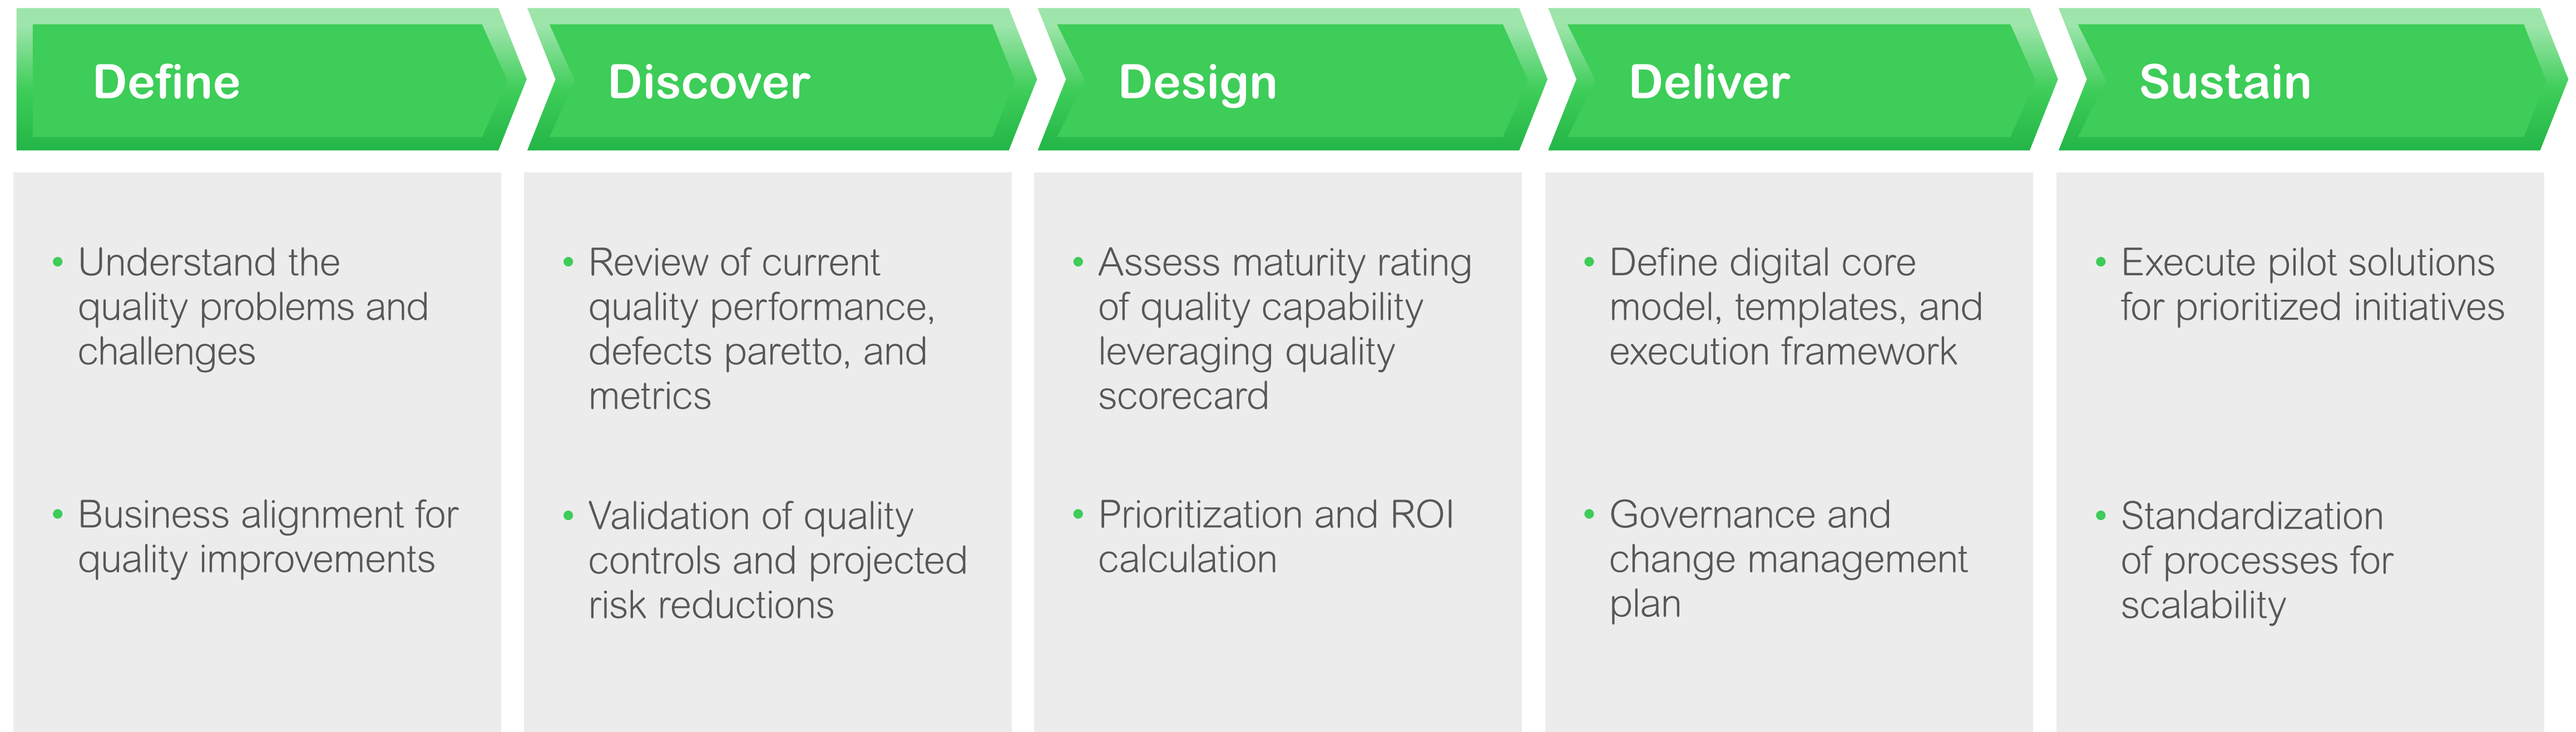 Define
Discover
Design
Deliver
Sustain
• Understand the
quality problems and
challenges
• Business alignment for
quality improvements
• Review of current
quality performance,
defects paretto, and
metrics
• Validation of quality
controls and projected
risk reductions
• Assess maturity rating
of quality capability
leveraging quality
scorecard
• Prioritization and ROI
calculation
• Define digital core
model, templates, and
execution framework
• Governance and
change management
plan
• Execute pilot solutions
for prioritized initiatives
• Standardization
of processes for
scalability